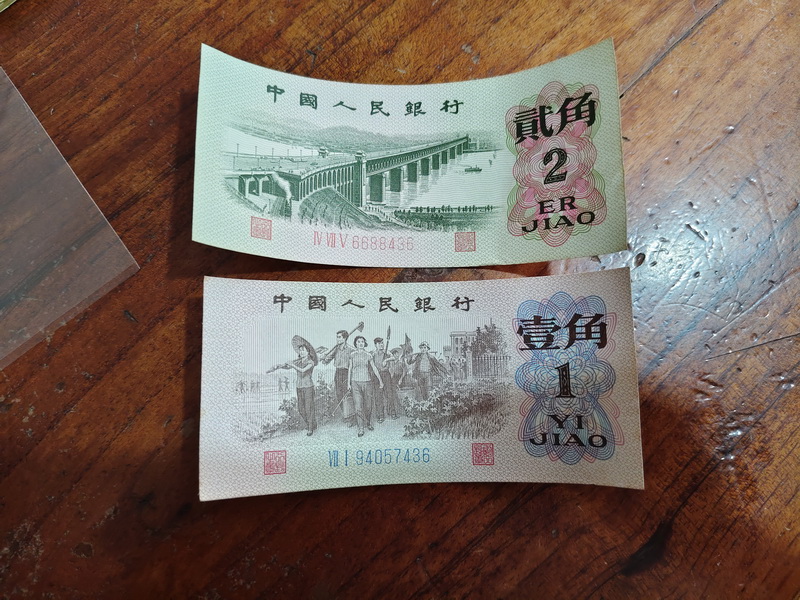 中國人民銀行
貳角
2
ER
JIAO
Ⅳ Ⅶ Ⅴ 6688436
中國人民銀行
壹角
1
YI
JIAO
Ⅶ Ⅰ 94057436